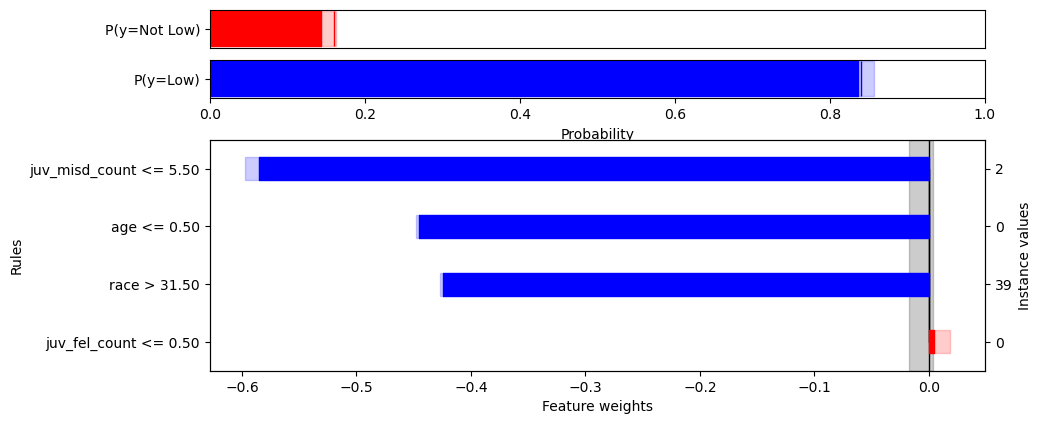 P(y=Not Low)
P(y=Low)
0.0 0.2 0.4 0.6 0.8 1.0
Probability
juv_misd_count <= 5.50 2
age <= 0.50 0
race > 31.50 39
juv_fel_count <= 0.50 0
Rules
Instance values
−0.6 −0.5 −0.4 −0.3 −0.2 −0.1 0.0
Feature weights